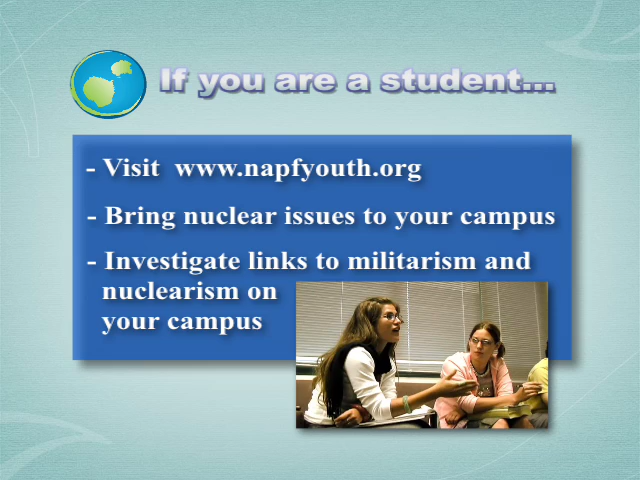 If you are a student...
- Visit www.napfyouth.org
- Bring nuclear issues to your campus
- Investigate links to militarism and
nuclearism on
your campus